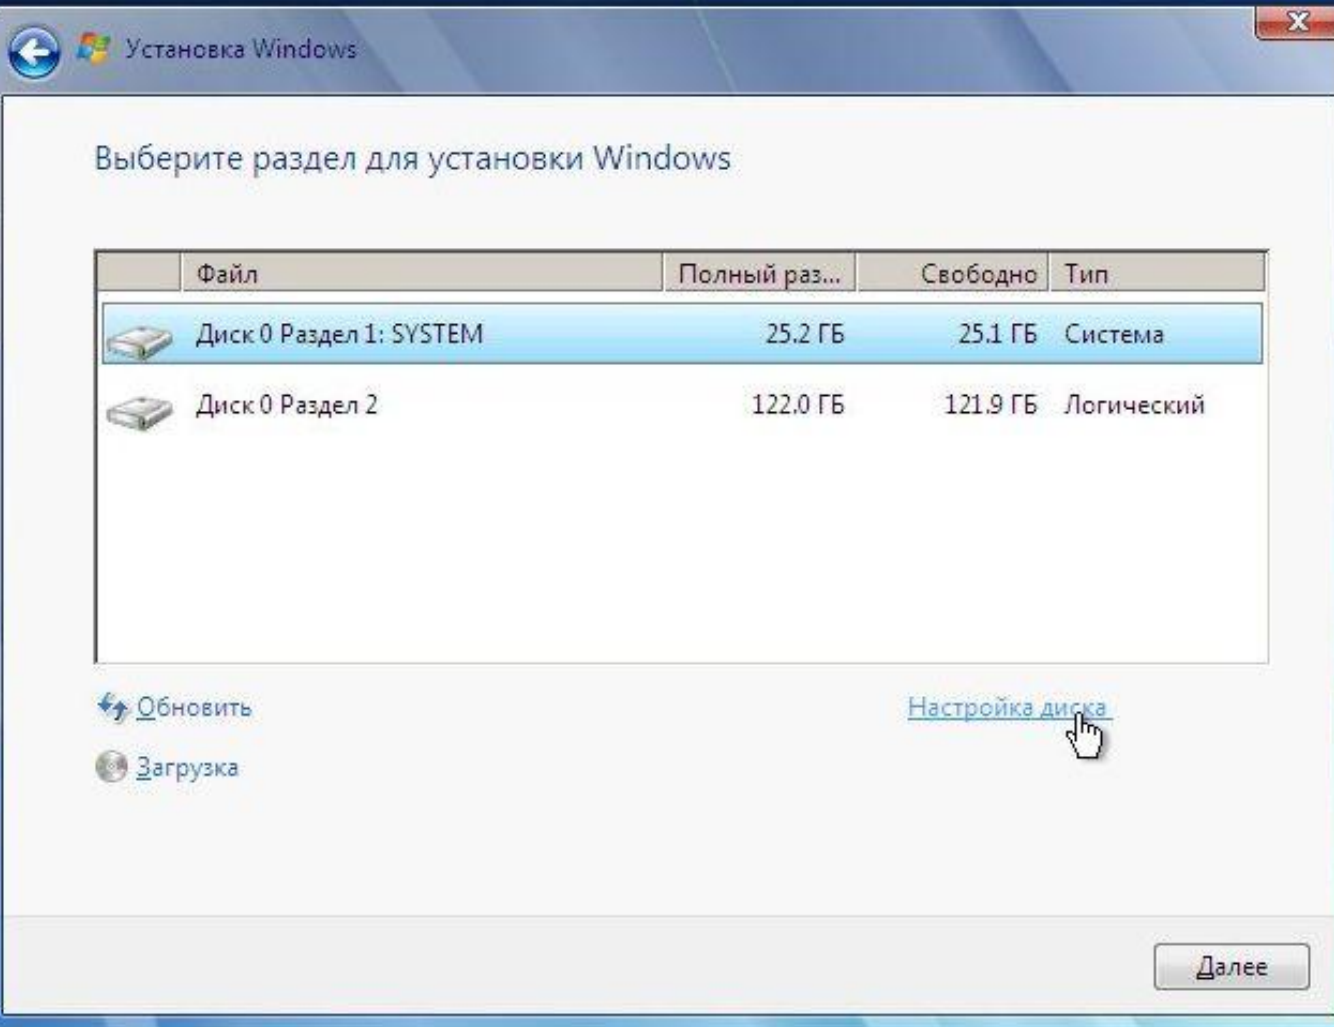 Установка Windows
Выберите раздел для установки Windows
Файл Полный раз... Свободно Тип
Диск 0 Раздел 1: SYSTEM 25.2 ГБ 25.1 ГБ Система
Диск 0 Раздел 2 122.0 ГБ 121.9 ГБ Логический
Обновить Настройка диска
Загрузка
Далее